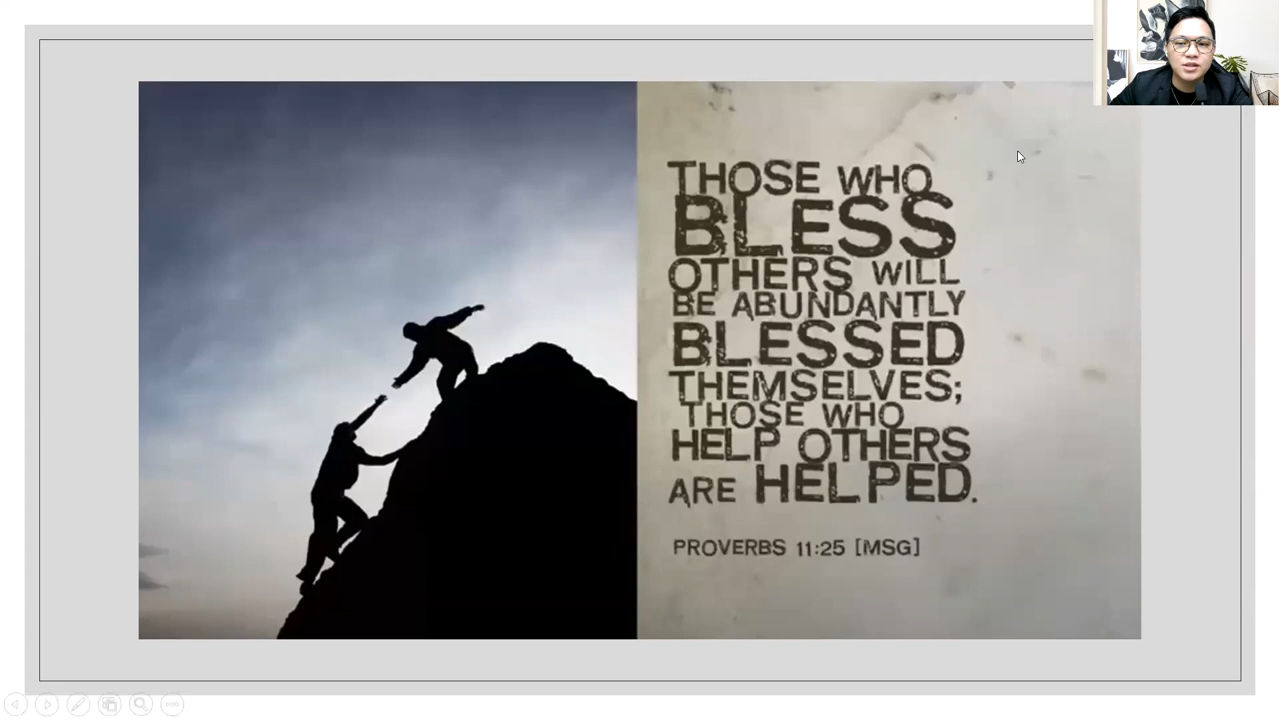 THOSE WHO
BLESS
OTHERS WILL
BE ABUNDANTLY
BLESSED
THEMSELVES;
THOSE WHO
HELP OTHERS
ARE HELPED.
PROVERBS 11:25 [MSG]